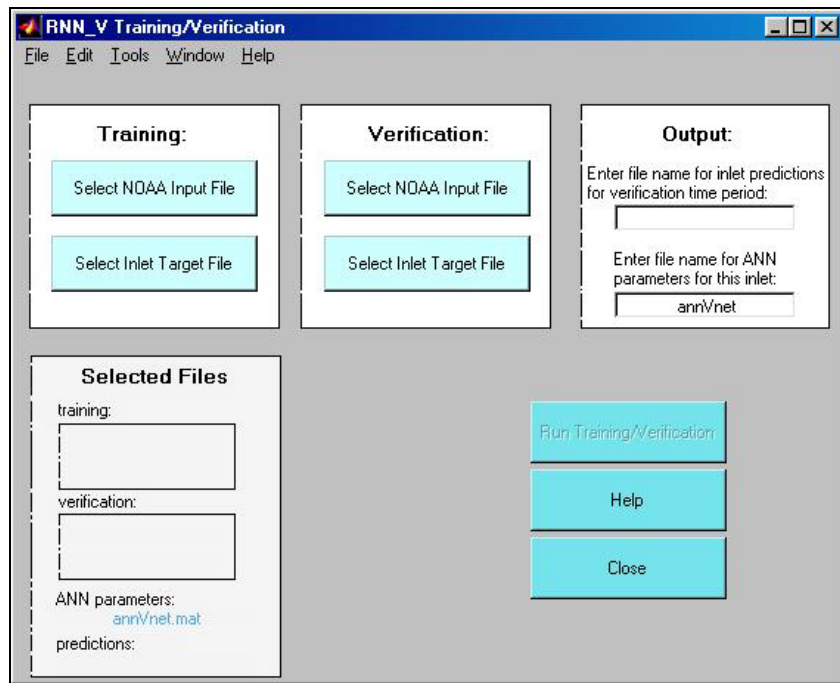 RNN_V Training/Verification
File Edit Tools Window Help
Training:
Select NOAA Input File
Select Inlet Target File
Verification:
Select NOAA Input File
Select Inlet Target File
Output:
Enter file name for inlet predictions
for verification time period:
Enter file name for ANN
parameters for this inlet:
annVnet
Selected Files
training:
verification:
ANN parameters:
annVnet.mat
predictions:
Run Training/Verification
Help
Close